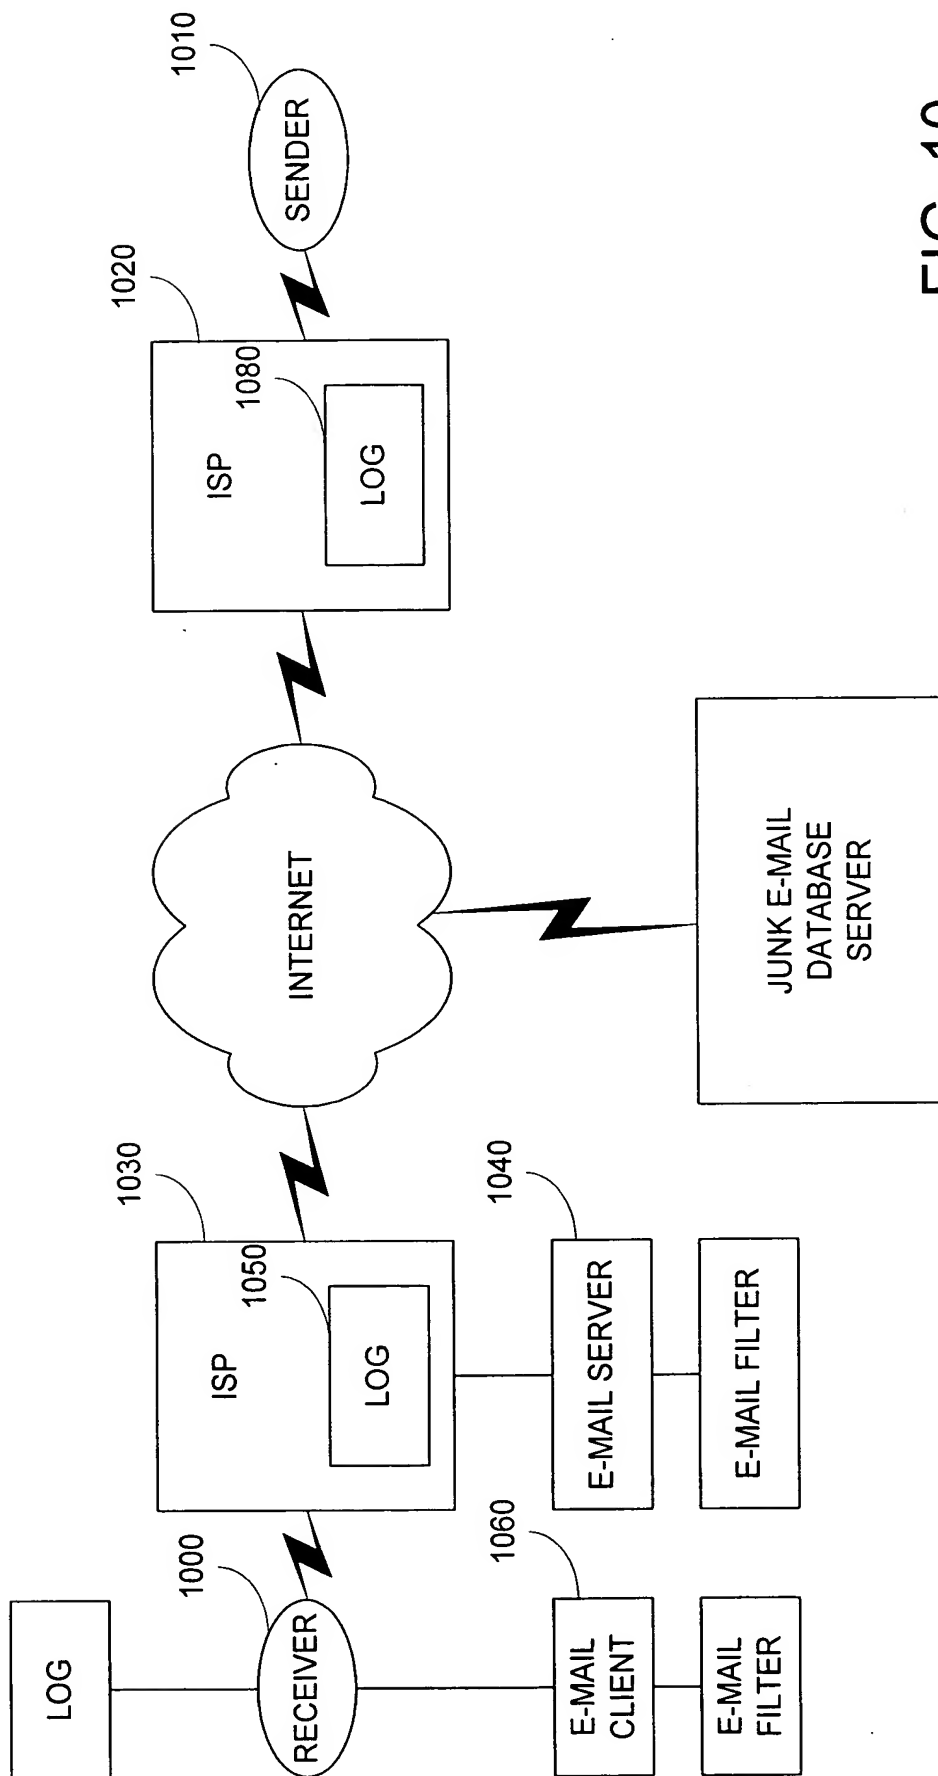 1030
1020
1010
1000
1050
1080
LOG
RECEIVER
ISP
LOG
INTERNET
ISP
LOG
SENDER
1060
1040
E-MAIL
CLIENT
E-MAIL SERVER
E-MAIL
FILTER
E-MAIL FILTER
JUNK E-MAIL
DATABASE
SERVER
FIG.